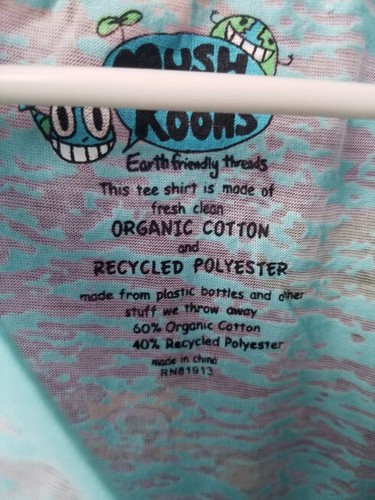 MUSH
ROOMS
Earth friendly threads
This tee shirt is made of
fresh clean
ORGANIC COTTON
and
RECYCLED POLYESTER
made from plastic bottles and other
stuff we throw away
60% Organic Cotton
40% Recycled Polyester
made in china
RN81913